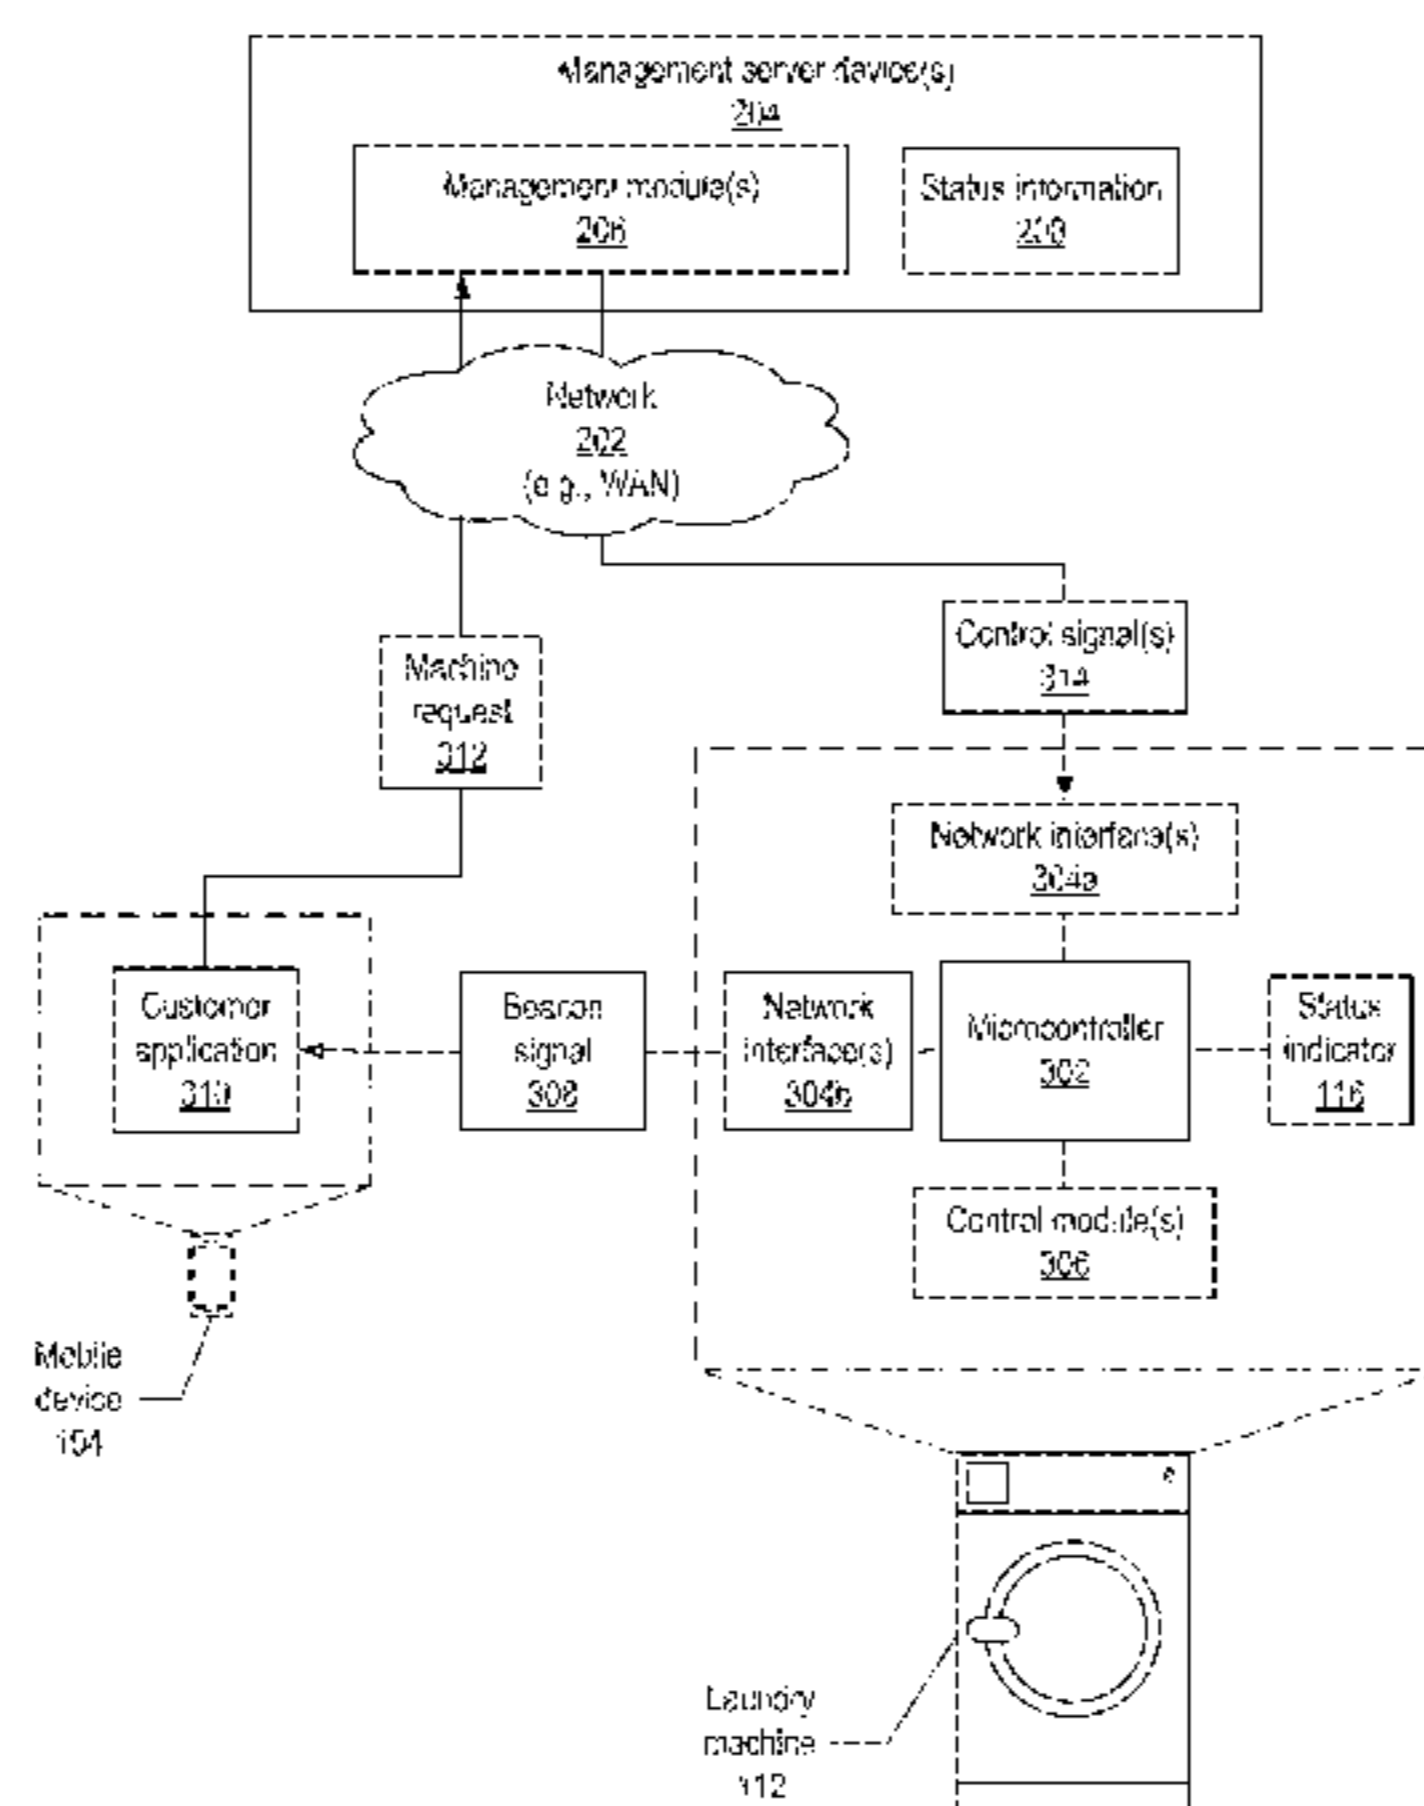 Management server device(s)
204
Management module(s)
206
Status information
208
Network
202
(e.g., WAN)
Control signal(s)
314
Machine
request
312
Network interface(s)
304a
Customer
application
310
Beacon
signal
308
Network
interface(s)
304b
Microcontroller
302
Status
indicator
116
Control module(s)
306
Mobile
device
104
Laundry
machine
112